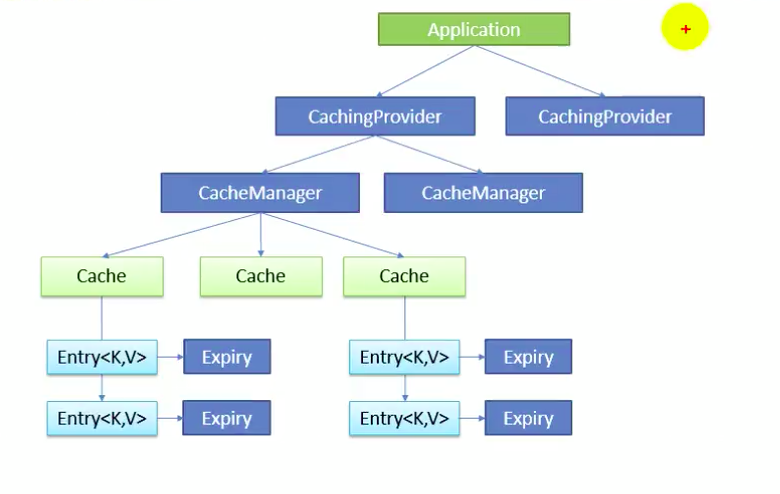 Application
CachingProvider
CachingProvider
CacheManager
CacheManager
Cache
Cache
Cache
Entry<K,V>
Expiry
Entry<K,V>
Expiry
Entry<K,V>
Expiry
Entry<K,V>
Expiry